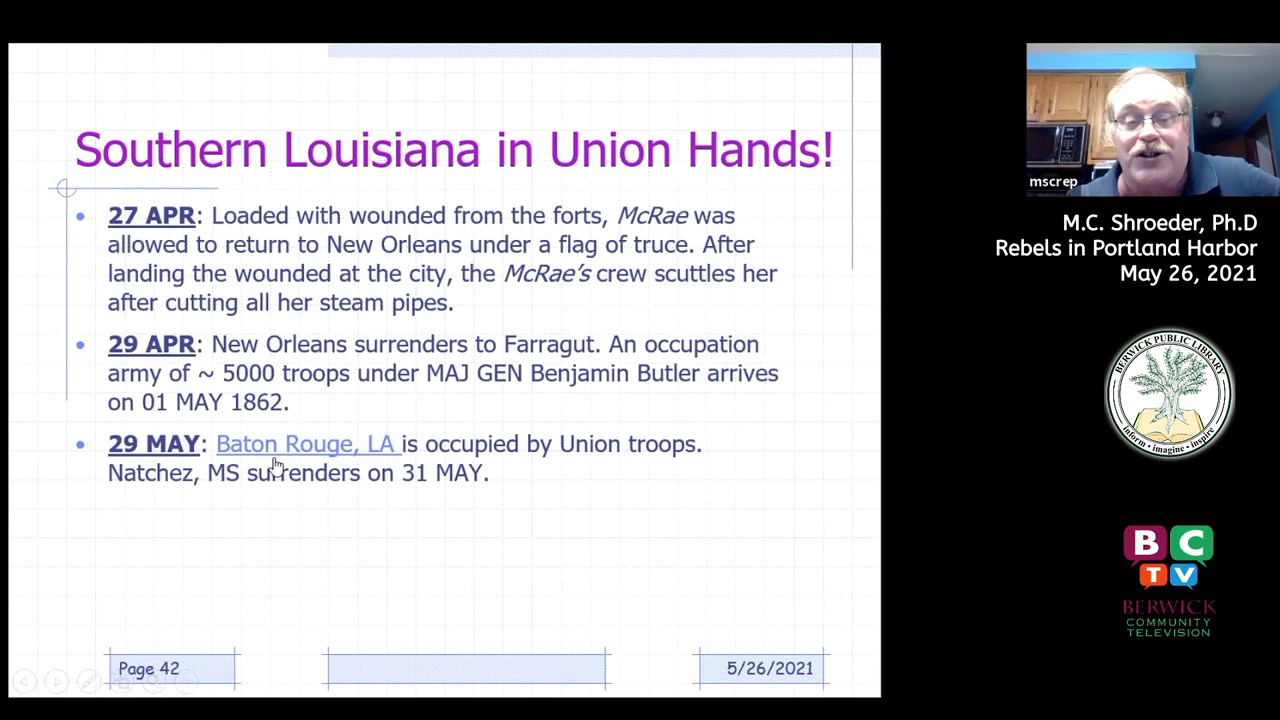 Southern Louisiana in Union Hands!
• 27 APR: Loaded with wounded from the forts, McRae was
allowed to return to New Orleans under a flag of truce. After
landing the wounded at the city, the McRae's crew scuttles her
after cutting all her steam pipes.
• 29 APR: New Orleans surrenders to Farragut. An occupation
army of ~ 5000 troops under MAJ GEN Benjamin Butler arrives
on 01 MAY 1862.
• 29 MAY: Baton Rouge, LA is occupied by Union troops.
Natchez, MS surrenders on 31 MAY.
Page 42
5/26/2021
mscrep
M.C. Shroeder, Ph.D
Rebels in Portland Harbor
May 26, 2021
BERWICK PUBLIC LIBRARY
inform • imagine • inspire
BC
TV
BERWICK
COMMUNITY
TELEVISION